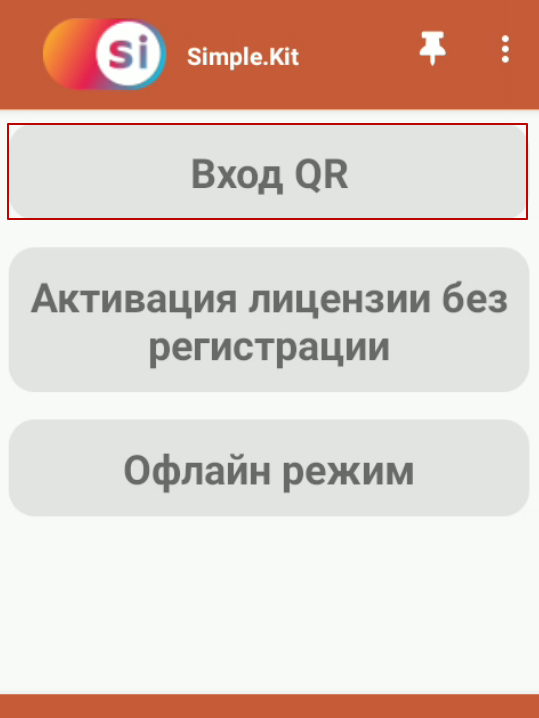 Si Simple.Kit
Вход QR
Активация лицензии без
регистрации
Офлайн режим